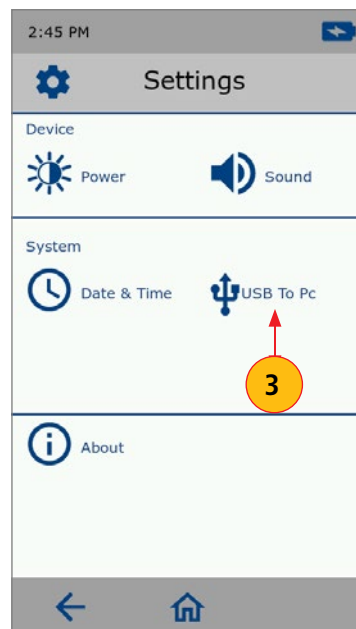 2:45 PM
Settings
Device
Power
Sound
System
Date & Time
USB To Pc
3
About